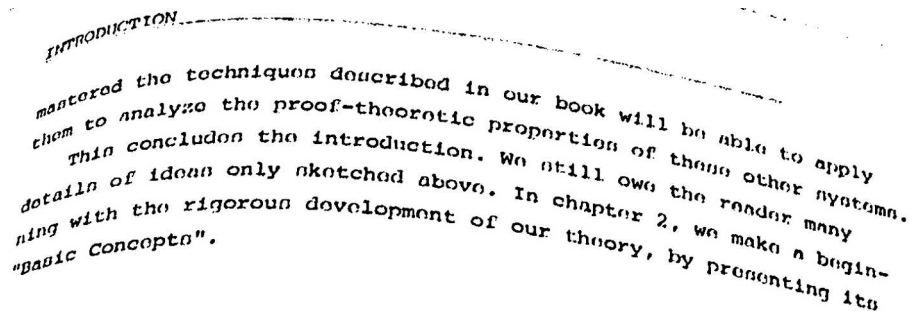 INTRODUCTION
mastered the techniques described in our book will be able to apply
them to analyze the proof-theoretic properties of these other systems.
This concludes the introduction. We still owe the reader many
details of ideas only sketched above. In chapter 2, we make a begin-
ning with the rigorous development of our theory, by presenting its
"Basic Concepts".